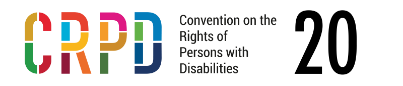 CRPD
Convention on the
Rights of
Persons with
Disabilities
20